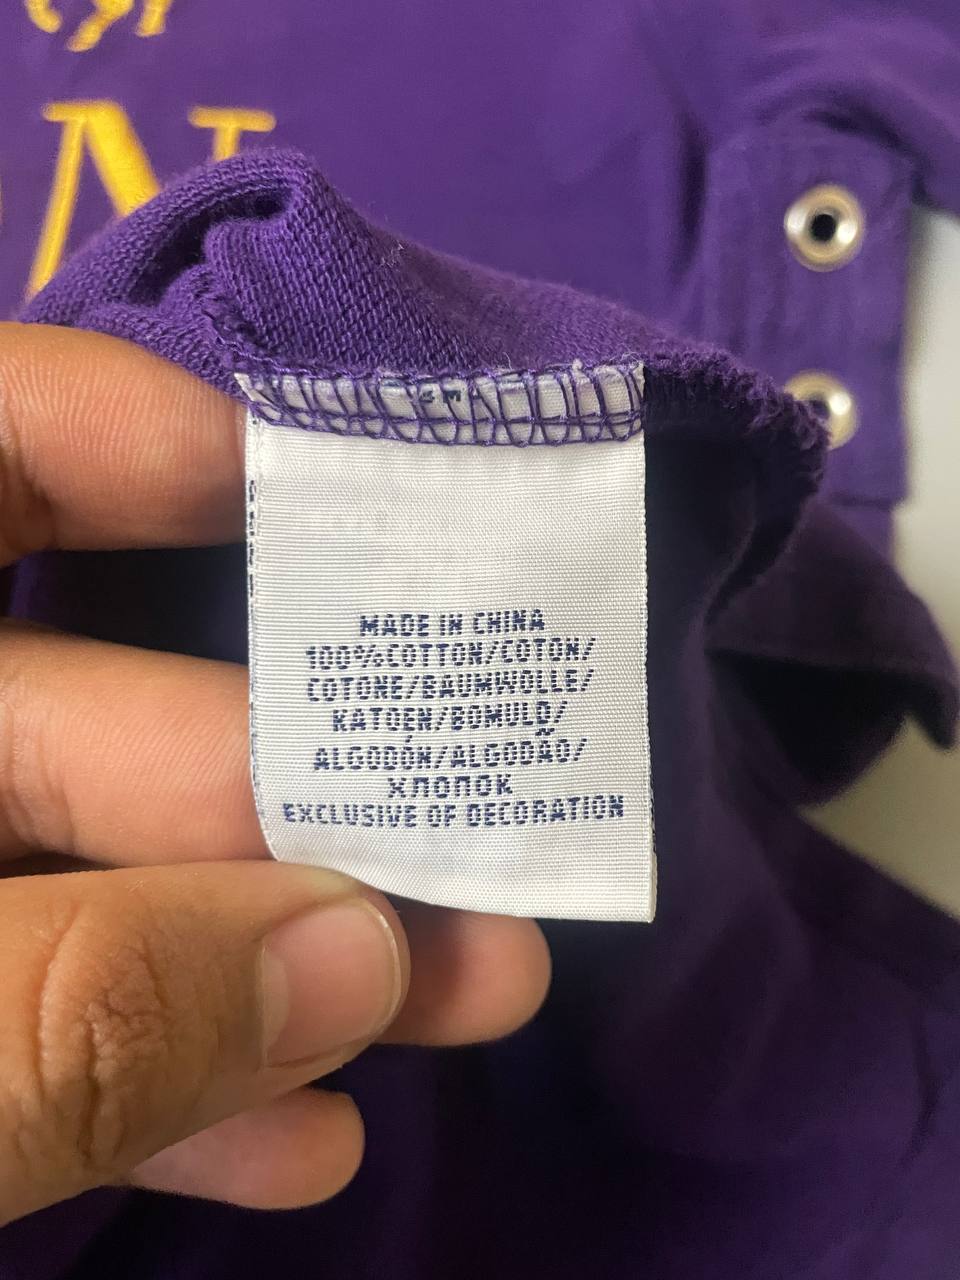 N
MADE IN CHINA
100%COTTON/COTON/
COTONE/BAUMWOLLE/
KATOEN/BOMULD/
ALGODÓN/ALGODÃO/
ХЛОПОК
EXCLUSIVE OF DECORATION